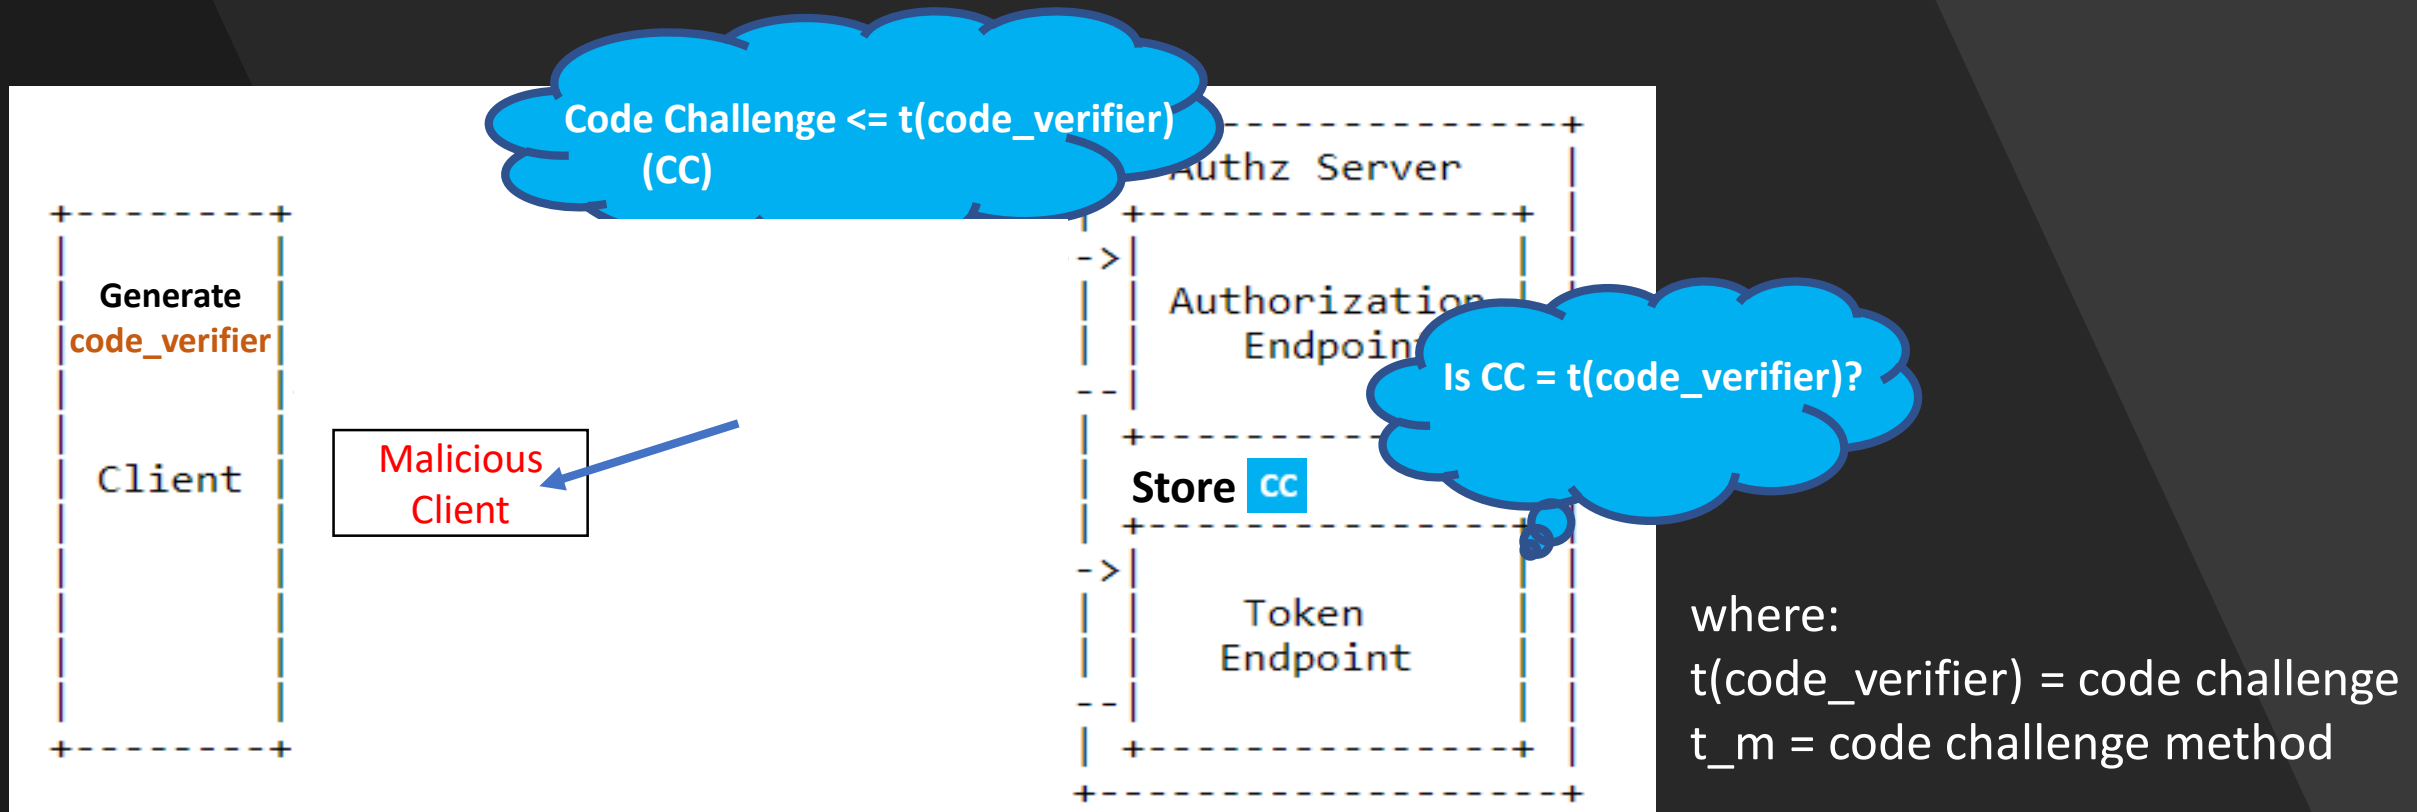 Code Challenge <= t(code_verifier)
(CC)
Authz Server
Generate
code_verifier
Client
Malicious
Client
Authorization
Endpoint
Is CC = t(code_verifier)?
Store CC
Token
Endpoint
where:
t(code_verifier) = code challenge
t_m = code challenge method